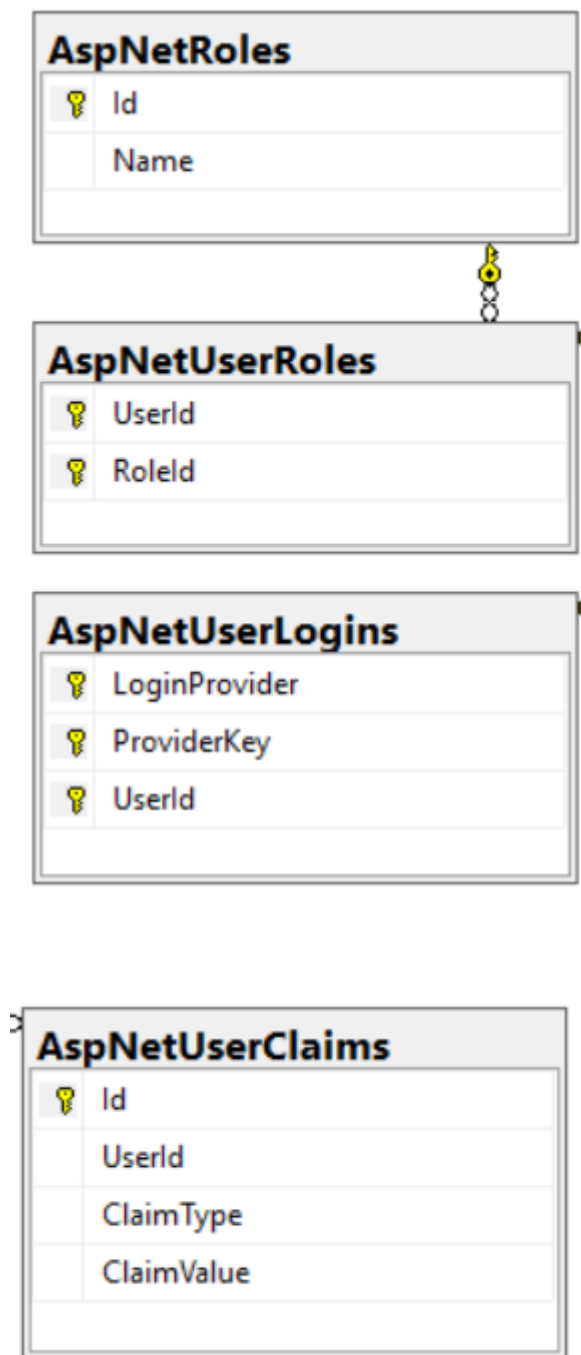 AspNetRoles
Id
Name
AspNetUserRoles
UserId
RoleId
AspNetUserLogins
LoginProvider
ProviderKey
UserId
AspNetUserClaims
Id
UserId
ClaimType
ClaimValue